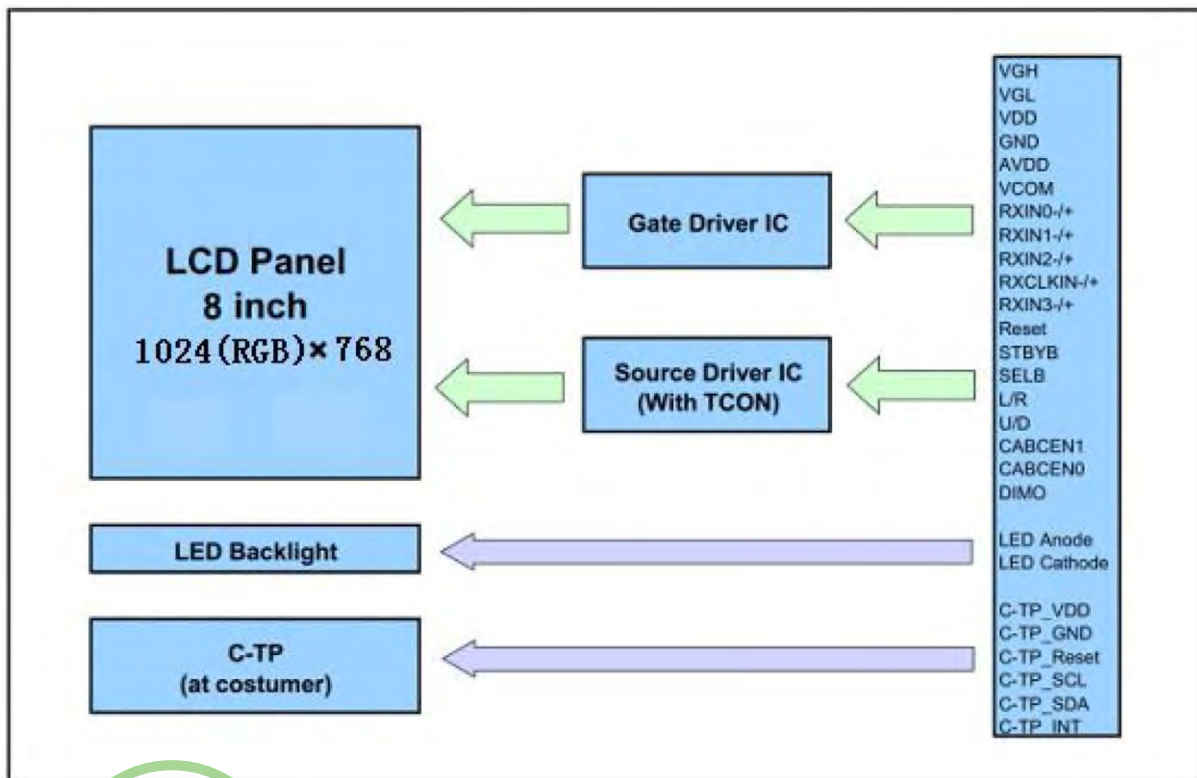 LCD Panel
8 inch
1024(RGB)×768
Gate Driver IC
Source Driver IC
(With TCON)
LED Backlight
C-TP
(at costumer)
VGH
VGL
VDD
GND
AVDD
VCOM
RXIN0-/+
RXIN1-/+
RXIN2-/+
RXCLKIN-/+
RXIN3-/+
Reset
STBYB
SELB
L/R
U/D
CABCEN1
CABCEN0
DIMO
LED Anode
LED Cathode
C-TP_VDD
C-TP_GND
C-TP_Reset
C-TP_SCL
C-TP_SDA
C-TP_INT